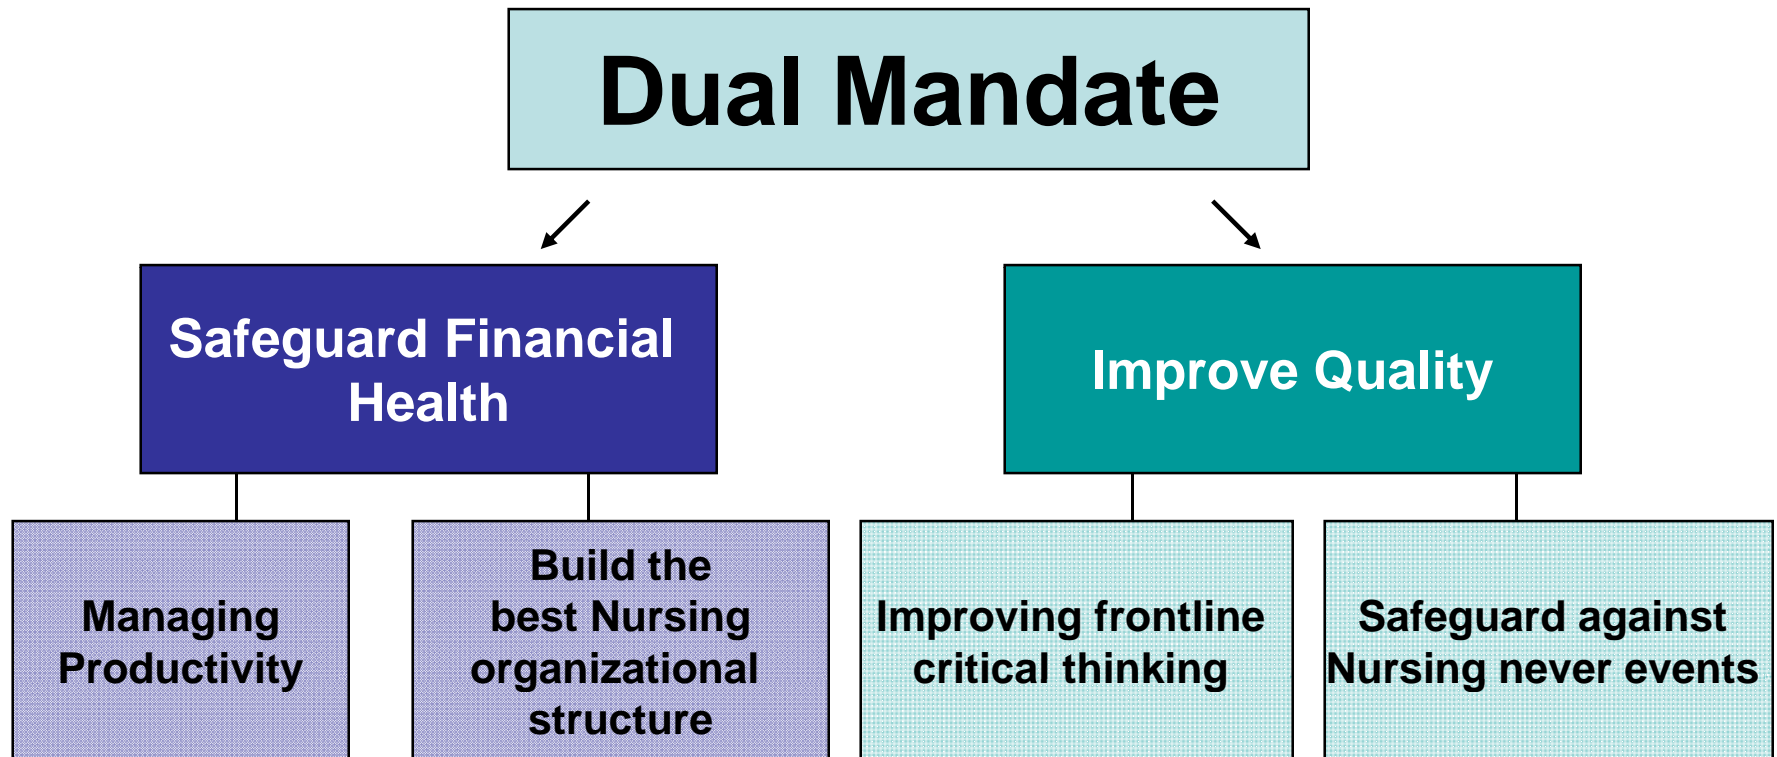 Dual Mandate
Safeguard Financial
Health
Improve Quality
Managing
Productivity
Build the
best Nursing
organizational
structure
Improving frontline
critical thinking
Safeguard against
Nursing never events